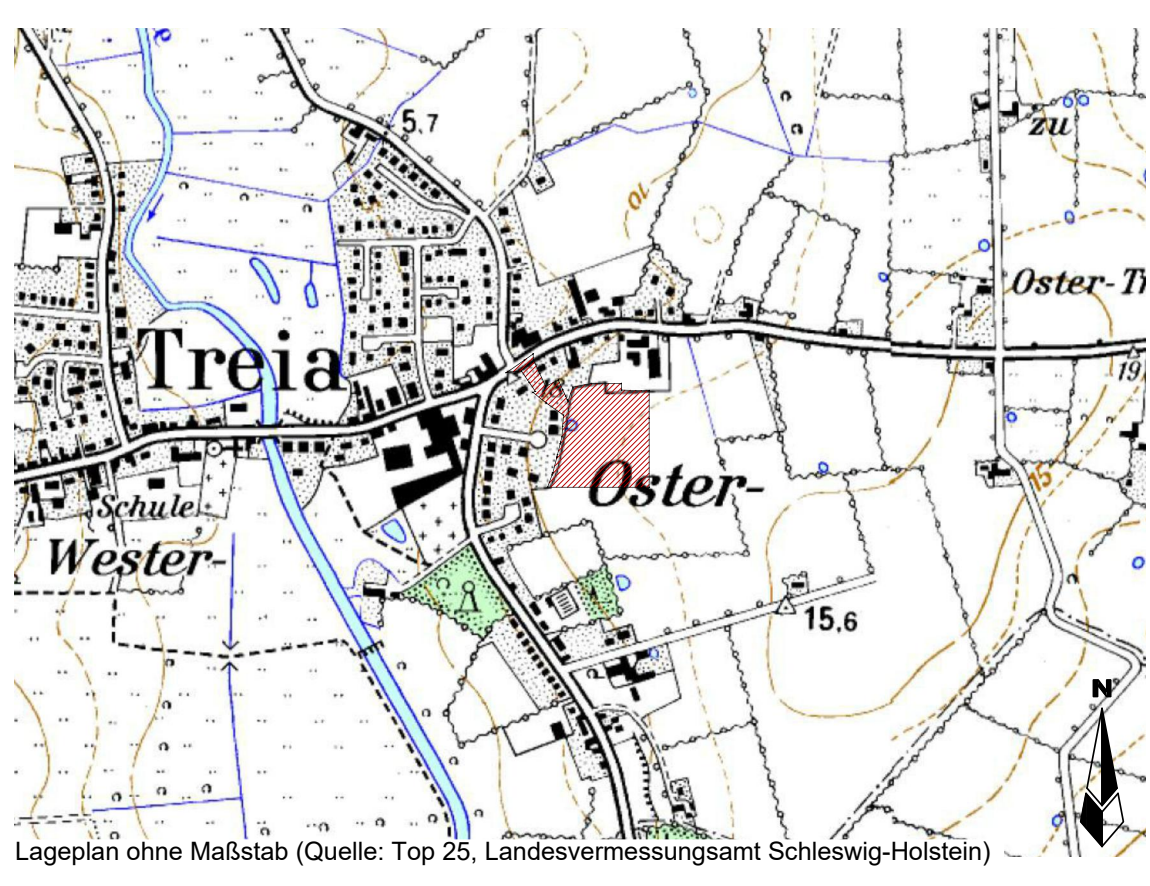 5,7
zu
10
Oster-Tr
Treia
19
18
Oster-
15
Schule
Wester-
15,6
N
Lageplan ohne Maßstab (Quelle: Top 25, Landesvermessungsamt Schleswig-Holstein)